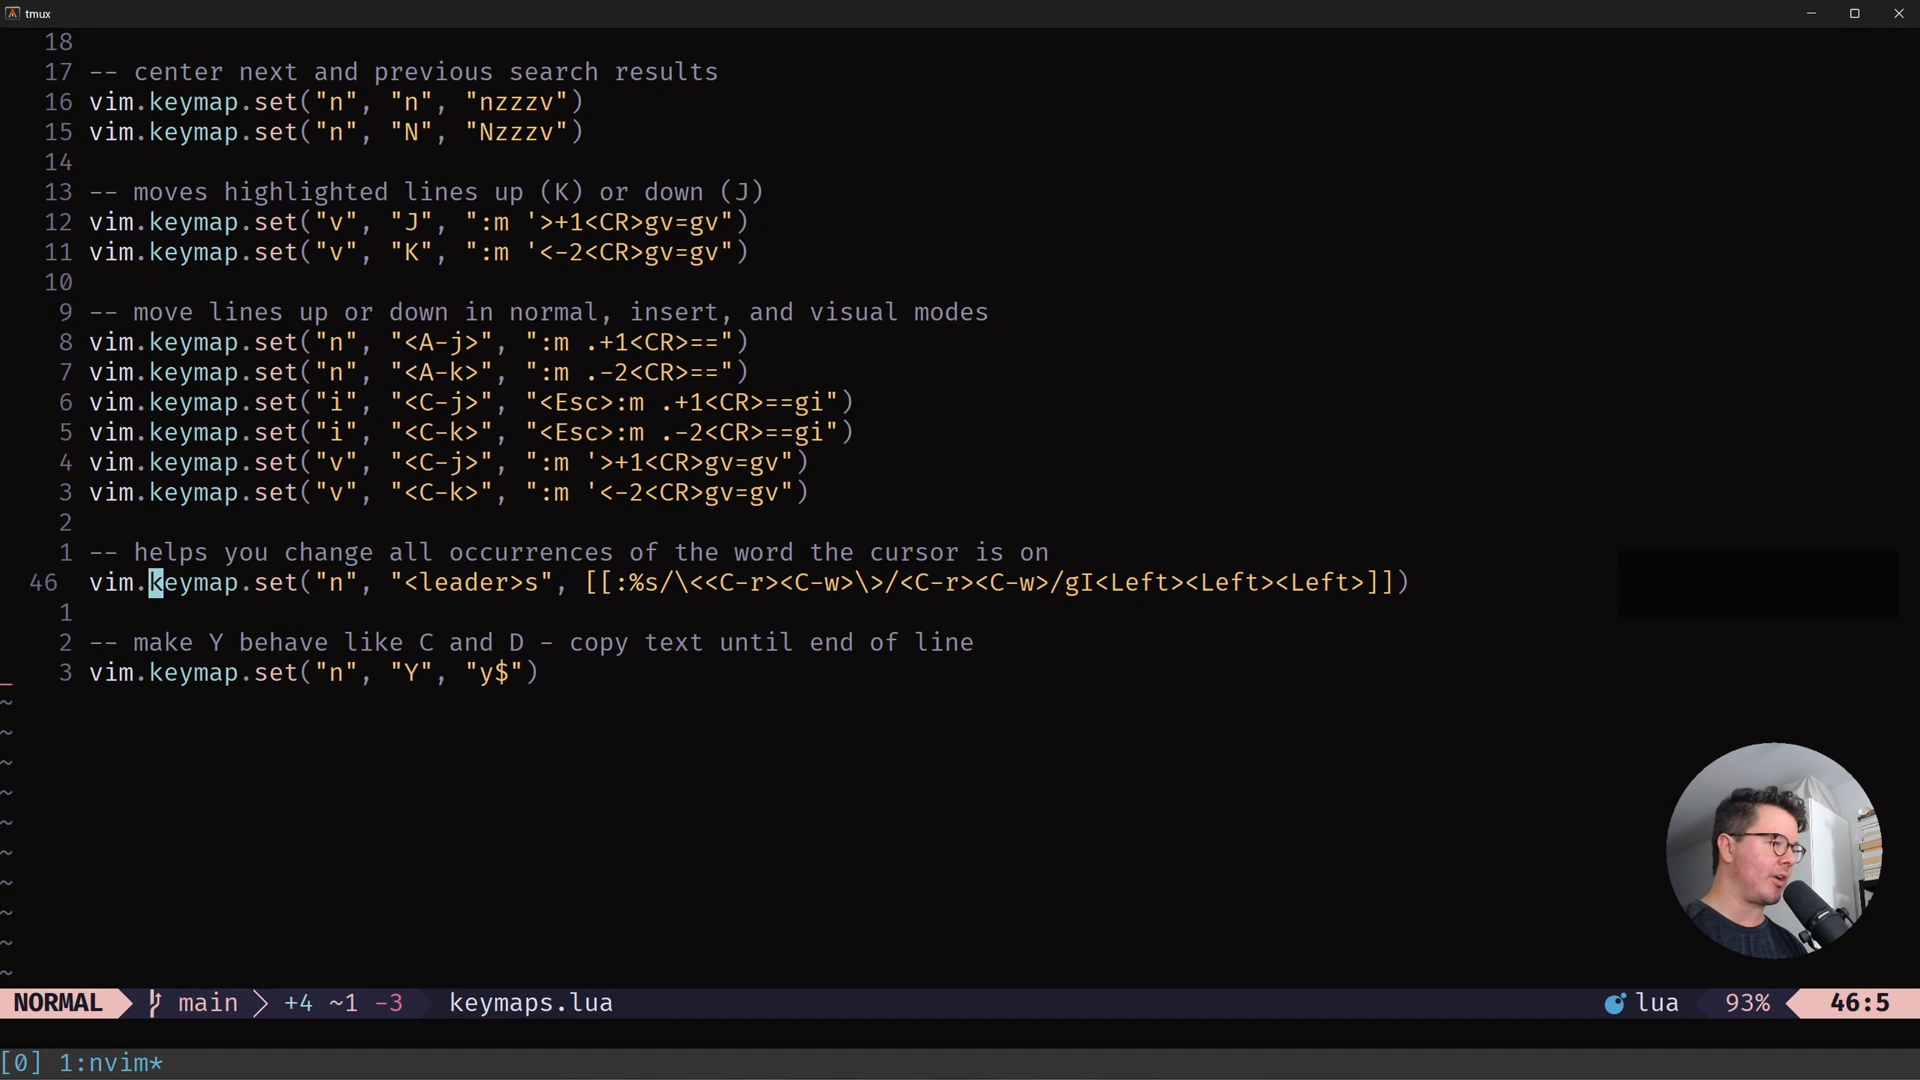 tmux
18
17 -- center next and previous search results
16 vim.keymap.set("n", "n", "nzzzv")
15 vim.keymap.set("n", "N", "Nzzzv")
14
13 -- moves highlighted lines up (K) or down (J)
12 vim.keymap.set("v", "J", ":m '>+1<CR>gv=gv")
11 vim.keymap.set("v", "K", ":m '<-2<CR>gv=gv")
10
9 -- move lines up or down in normal, insert, and visual modes
8 vim.keymap.set("n", "<A-j>", ":m .+1<CR>==")
7 vim.keymap.set("n", "<A-k>", ":m .-2<CR>==")
6 vim.keymap.set("i", "<C-j>", "<Esc>:m .+1<CR>==gi")
5 vim.keymap.set("i", "<C-k>", "<Esc>:m .-2<CR>==gi")
4 vim.keymap.set("v", "<C-j>", ":m '>+1<CR>gv=gv")
3 vim.keymap.set("v", "<C-k>", ":m '<-2<CR>gv=gv")
2
1 -- helps you change all occurrences of the word the cursor is on
46 vim.keymap.set("n", "<leader>s", [[:%s/\<<C-r><C-w>\>/<C-r><C-w>/gI<Left><Left><Left>]])
1
2 -- make Y behave like C and D - copy text until end of line
3 vim.keymap.set("n", "Y", "y$")
~
~
~
~
~
~
~
~
~
~
NORMAL main +4 ~1 -3 keymaps.lua lua 93% 46:5
[0] 1:nvim*